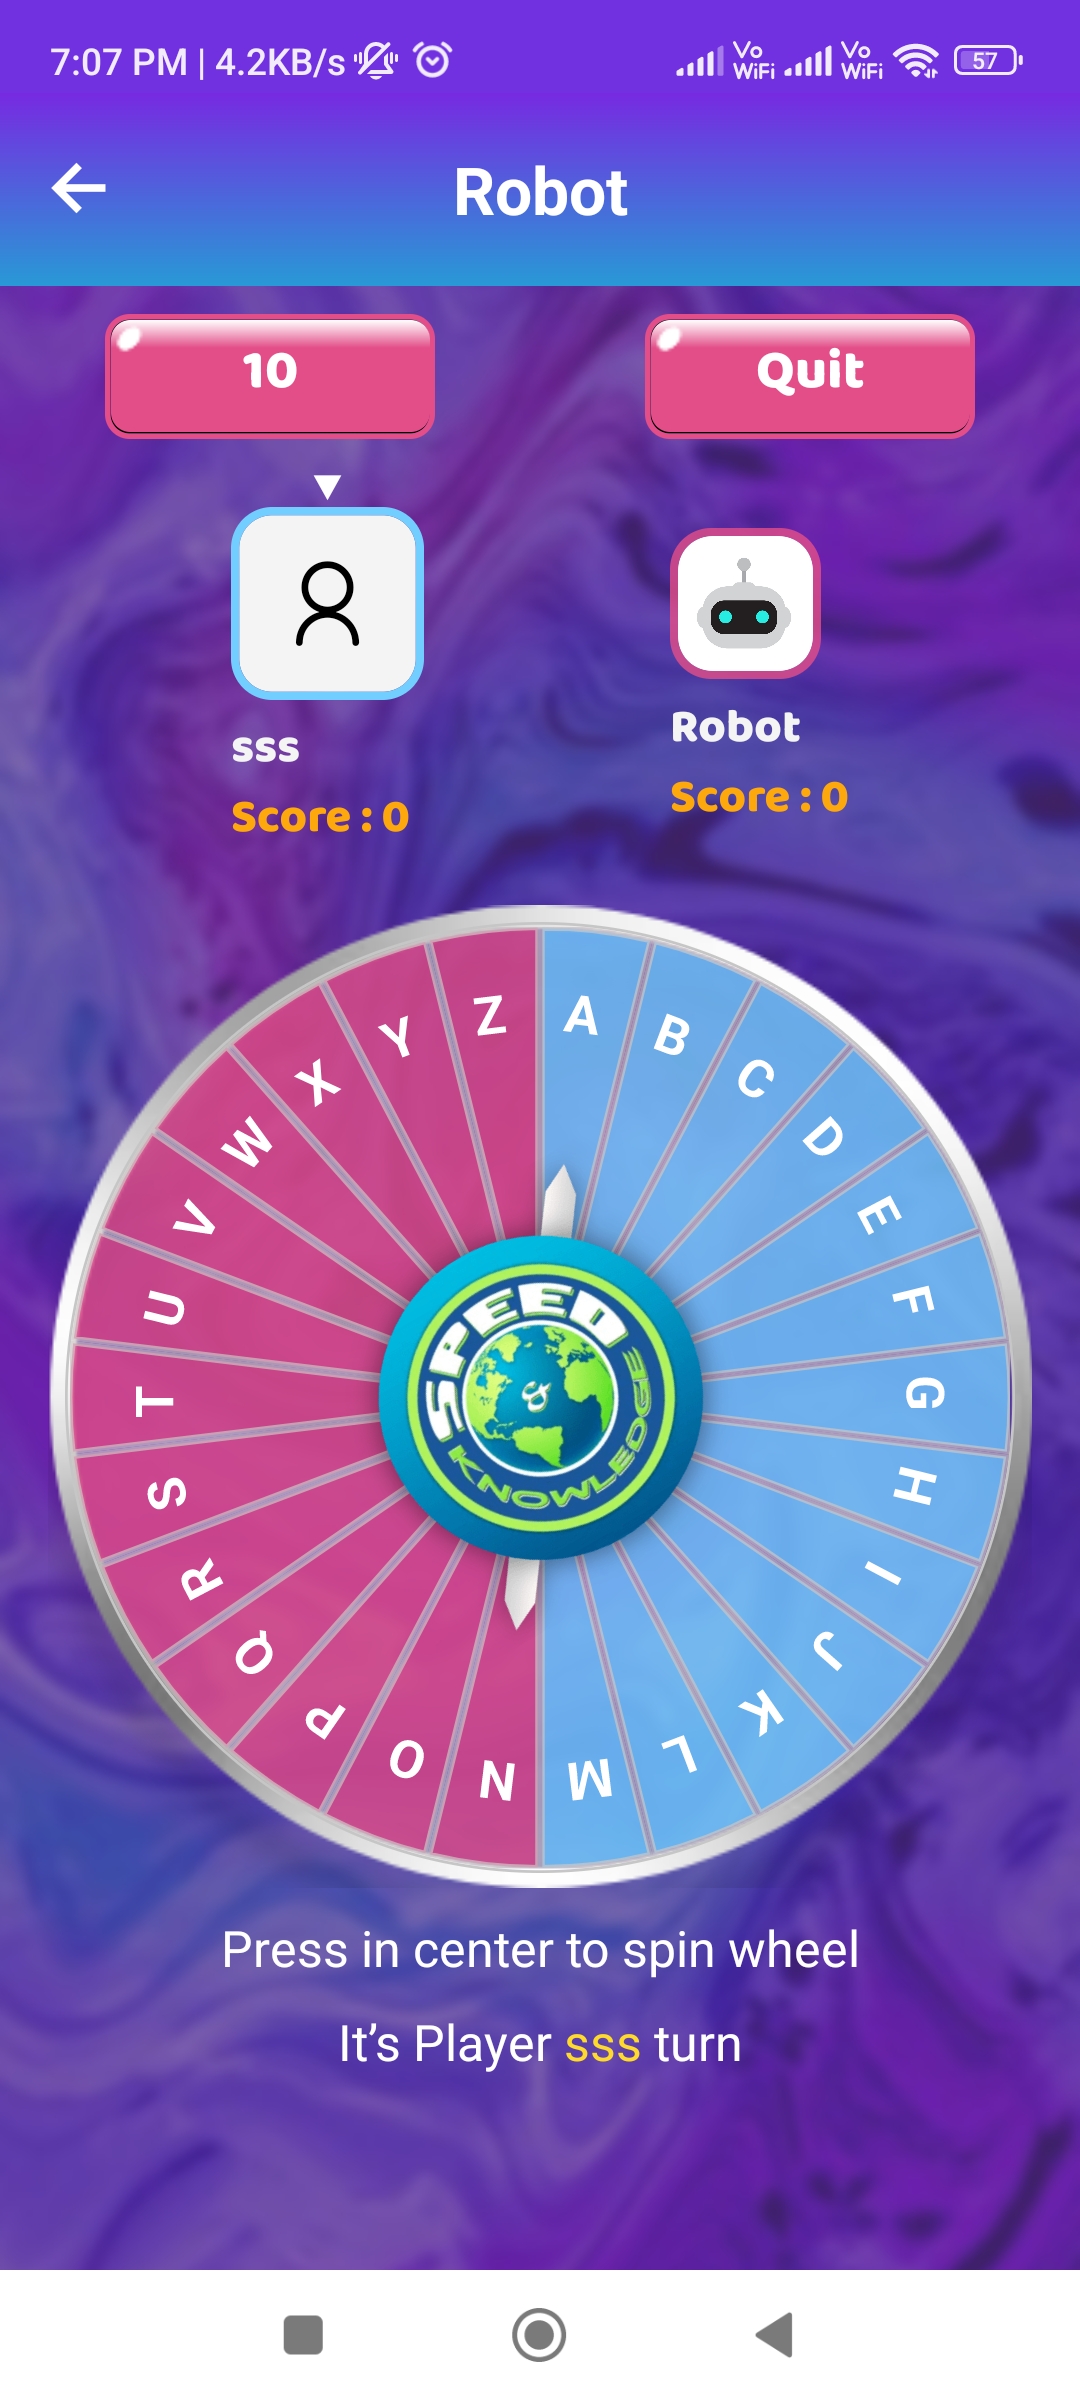 7:07 PM | 4.2KB/s
Vo WiFi
Vo WiFi
57
Robot
10
Quit
sss
Score : 0
Robot
Score : 0
A
B
C
D
E
F
G
H
I
J
K
L
M
N
O
P
Q
R
S
T
U
V
W
X
Y
Z
SPEED
&
KNOWLEDGE
Press in center to spin wheel
It’s Player sss turn